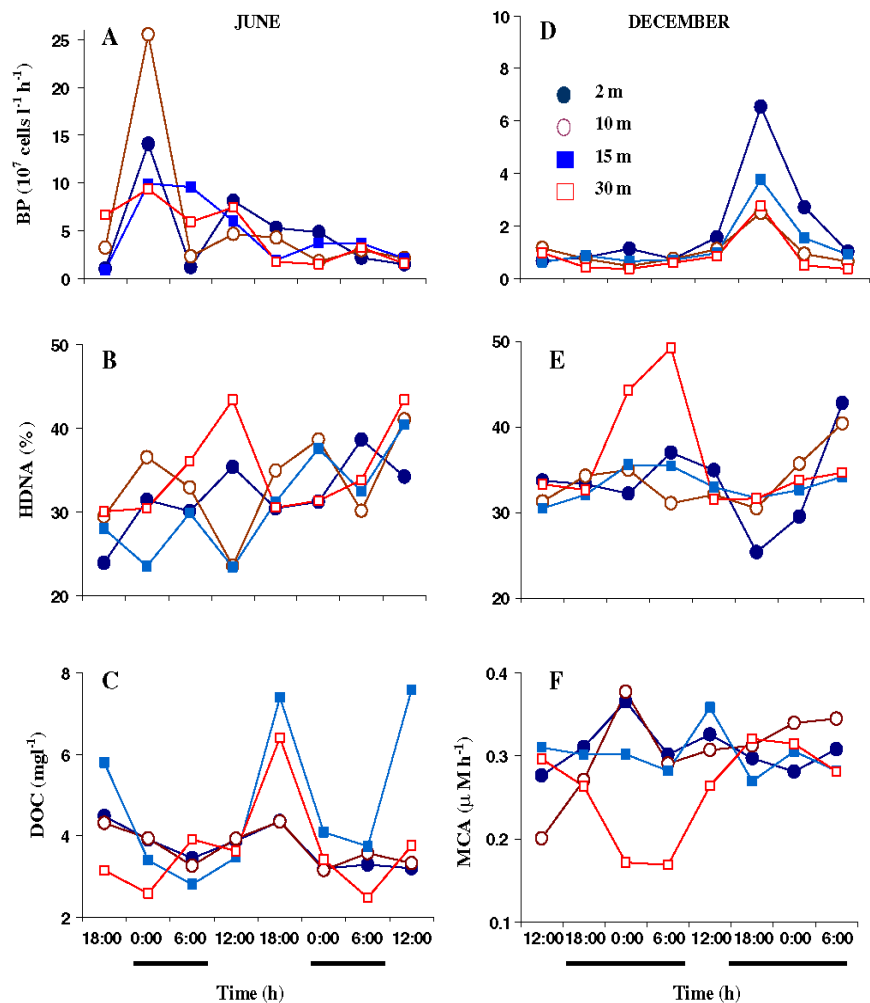 A
JUNE
25
20
15
10
5
0
BP (10⁷ cells l⁻¹ h⁻¹)
D
DECEMBER
10
8
6
4
2
0
2 m
10 m
15 m
30 m
B
50
40
30
20
HDNA (%)
E
50
40
30
20
C
8
6
4
2
DOC (mgl⁻¹)
18:00 0:00 6:00 12:00 18:00 0:00 6:00 12:00
Time (h)
F
0.4
0.3
0.2
0.1
MCA (µ M h⁻¹)
12:00 18:00 0:00 6:00 12:00 18:00 0:00 6:00
Time (h)